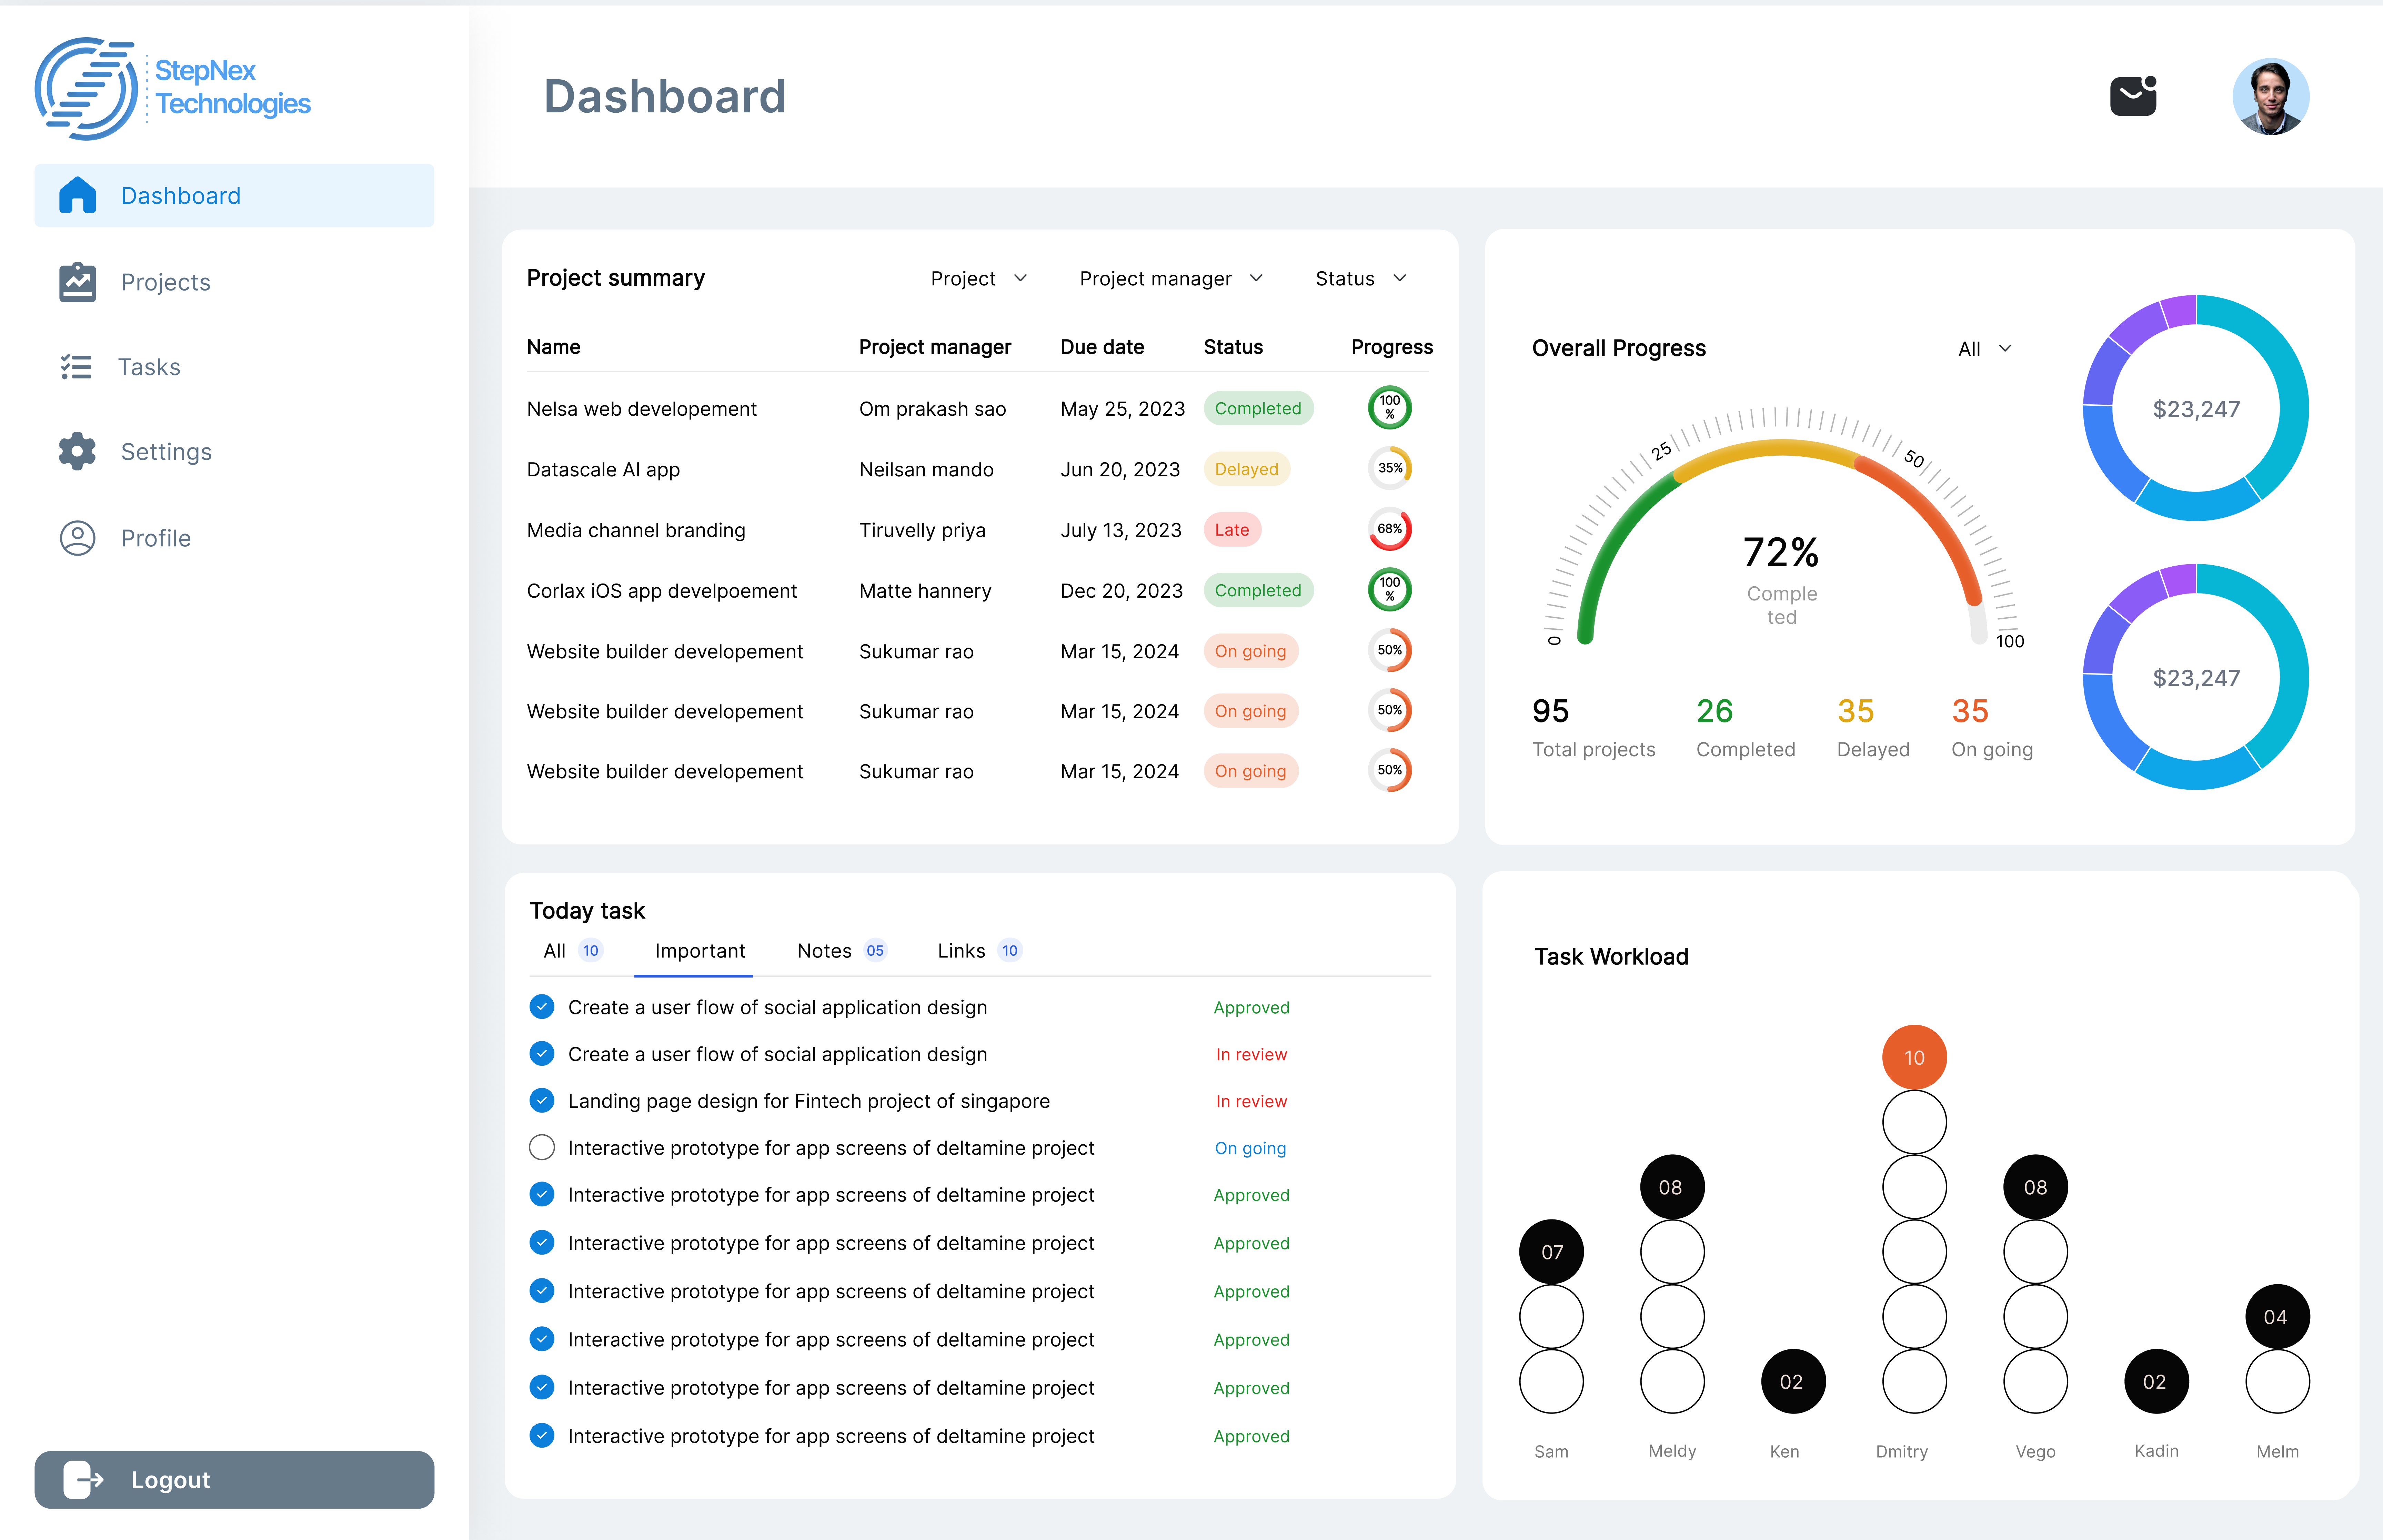 StepNex
Technologies
Dashboard
Dashboard
Projects
Tasks
Settings
Profile
Logout
Project summary Project Project manager Status
Name Project manager Due date Status Progress
Nelsa web developement Om prakash sao May 25, 2023 Completed 100 %
Datascale AI app Neilsan mando Jun 20, 2023 Delayed 35%
Media channel branding Tiruvelly priya July 13, 2023 Late 68%
Corlax iOS app develpoement Matte hannery Dec 20, 2023 Completed 100 %
Website builder developement Sukumar rao Mar 15, 2024 On going 50%
Website builder developement Sukumar rao Mar 15, 2024 On going 50%
Website builder developement Sukumar rao Mar 15, 2024 On going 50%
Overall Progress All
0 25 50 100
72%
Comple
ted
95 26 35 35
Total projects Completed Delayed On going
$23,247
$23,247
Today task
All 10 Important Notes 05 Links 10
Create a user flow of social application design Approved
Create a user flow of social application design In review
Landing page design for Fintech project of singapore In review
Interactive prototype for app screens of deltamine project On going
Interactive prototype for app screens of deltamine project Approved
Interactive prototype for app screens of deltamine project Approved
Interactive prototype for app screens of deltamine project Approved
Interactive prototype for app screens of deltamine project Approved
Interactive prototype for app screens of deltamine project Approved
Interactive prototype for app screens of deltamine project Approved
Task Workload
10
08 08
07
04
02 02
Sam Meldy Ken Dmitry Vego Kadin Melm